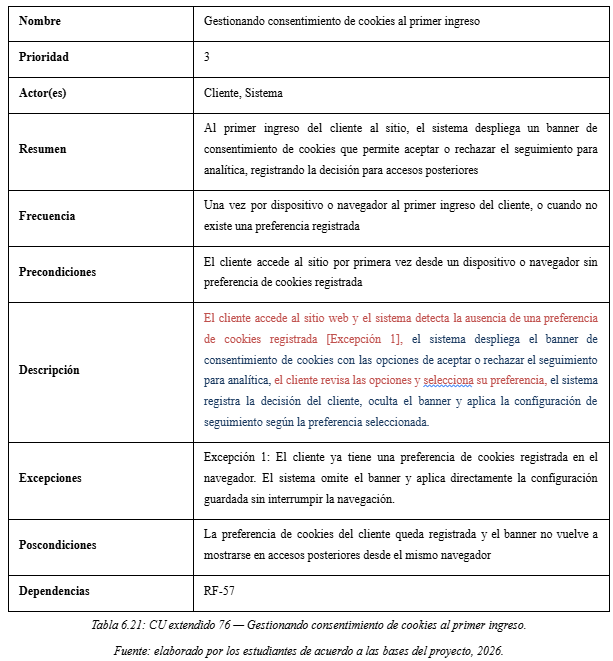 Nombre
Gestionando consentimiento de cookies al primer ingreso
Prioridad
3
Actor(es)
Cliente, Sistema
Resumen
Al primer ingreso del cliente al sitio, el sistema despliega un banner de
consentimiento de cookies que permite aceptar o rechazar el seguimiento para
analítica, registrando la decisión para accesos posteriores
Frecuencia
Una vez por dispositivo o navegador al primer ingreso del cliente, o cuando no
existe una preferencia registrada
Precondiciones
El cliente accede al sitio por primera vez desde un dispositivo o navegador sin
preferencia de cookies registrada
Descripción
El cliente accede al sitio web y el sistema detecta la ausencia de una preferencia
de cookies registrada [Excepción 1], el sistema despliega el banner de
consentimiento de cookies con las opciones de aceptar o rechazar el seguimiento
para analítica, el cliente revisa las opciones y selecciona su preferencia, el sistema
registra la decisión del cliente, oculta el banner y aplica la configuración de
seguimiento según la preferencia seleccionada.
Excepciones
Excepción 1: El cliente ya tiene una preferencia de cookies registrada en el
navegador. El sistema omite el banner y aplica directamente la configuración
guardada sin interrumpir la navegación.
Poscondiciones
La preferencia de cookies del cliente queda registrada y el banner no vuelve a
mostrarse en accesos posteriores desde el mismo navegador
Dependencias
RF-57
Tabla 6.21: CU extendido 76 — Gestionando consentimiento de cookies al primer ingreso.
Fuente: elaborado por los estudiantes de acuerdo a las bases del proyecto, 2026.